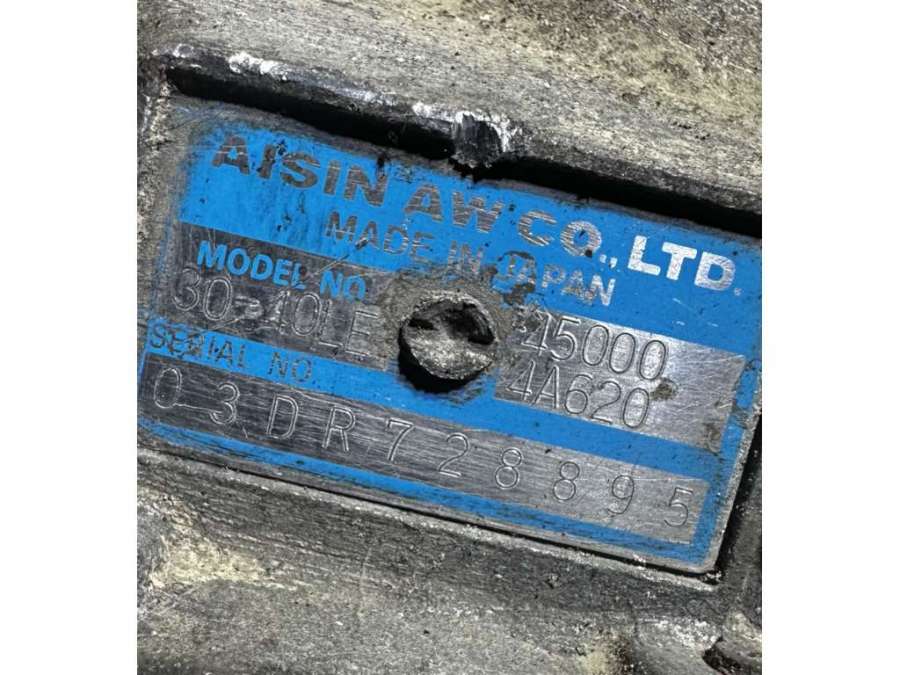 AISIN AW CO., LTD.
MADE IN JAPAN
MODEL NO.
30-40LE 45000
4A620
SERIAL NO.
03DR728895